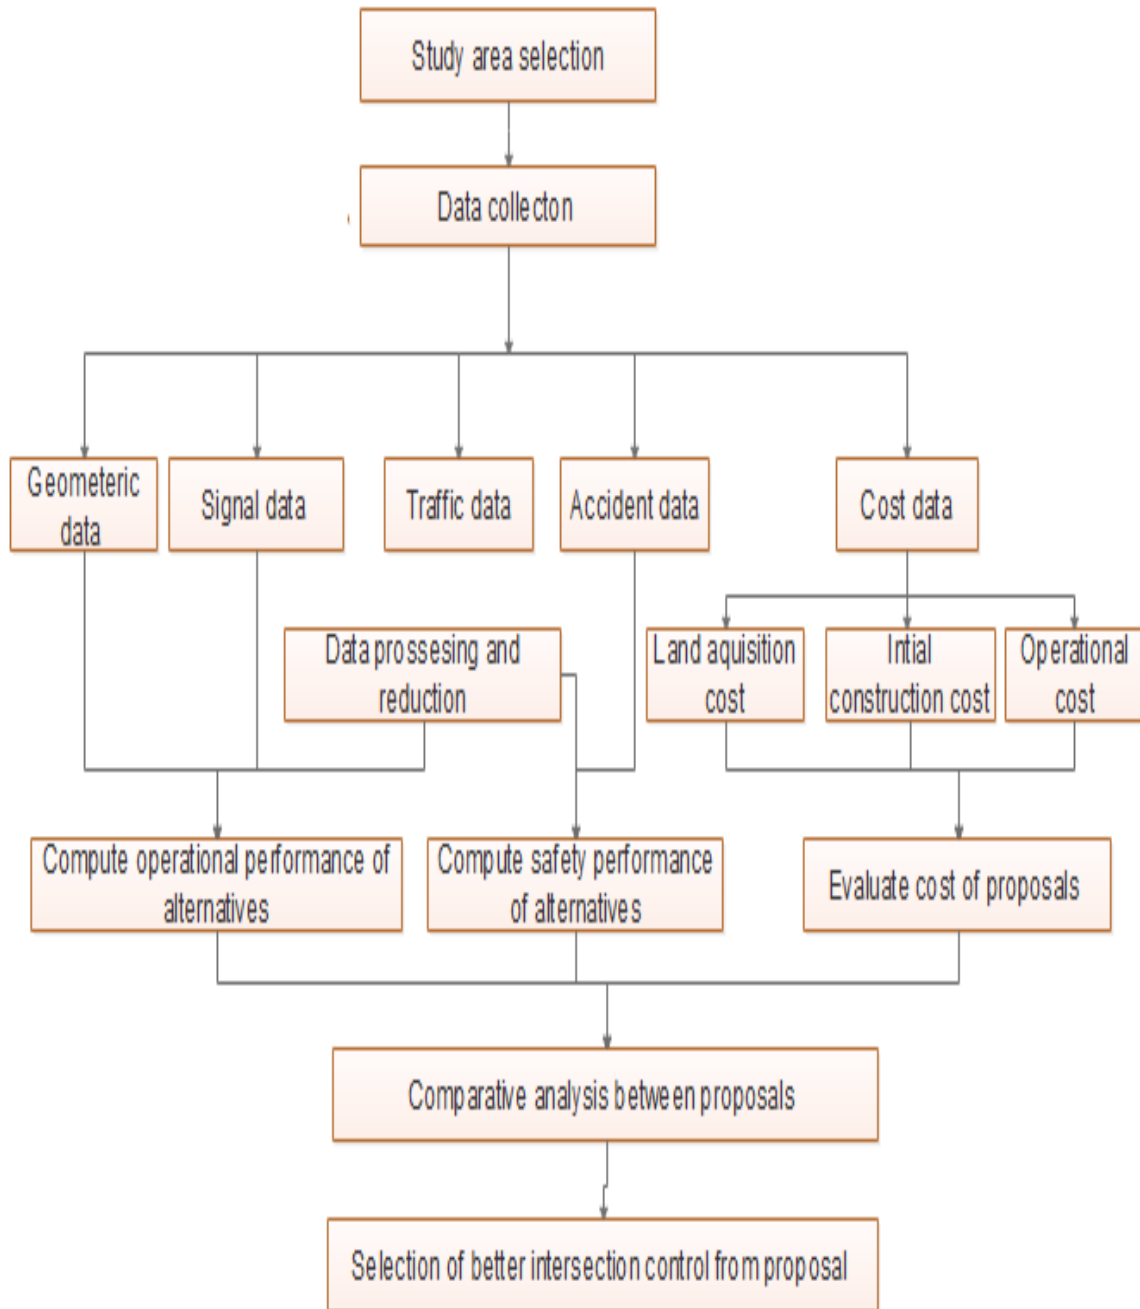 Study area selection
Data collecton
Geometeric
data
Signal data
Traffic data
Accident data
Cost data
Data prossesing and
reduction
Land aquisition
cost
Intial
construction cost
Operational
cost
Compute operational performance of
alternatives
Compute safety performance
of alternatives
Evaluate cost of proposals
Comparative analysis between proposals
Selection of better intersection control from proposal